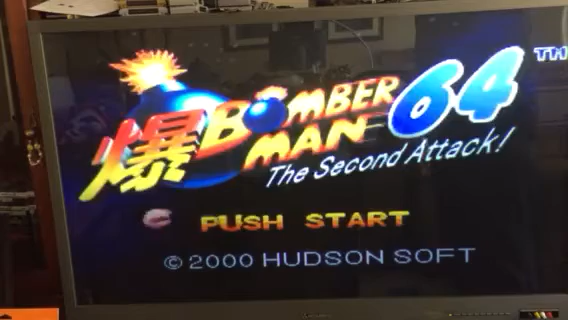 爆 BOMBER MAN 64 TM
The Second Attack!
PUSH START
© 2000 HUDSON SOFT